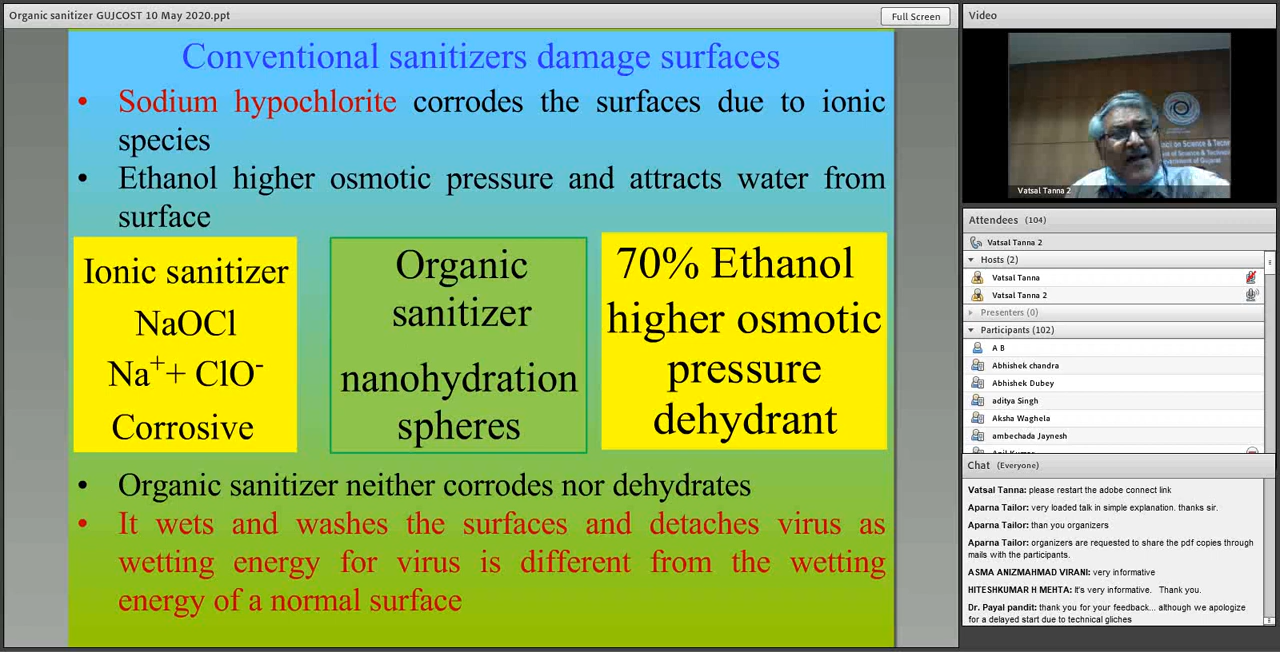 Organic sanitizer GUJCOST 10 May 2020.ppt
Full Screen
Conventional sanitizers damage surfaces
• Sodium hypochlorite corrodes the surfaces due to ionic
species
• Ethanol higher osmotic pressure and attracts water from
surface
Ionic sanitizer
NaOCl
Na⁺+ ClO⁻
Corrosive
Organic
sanitizer
nanohydration
spheres
70% Ethanol
higher osmotic
pressure
dehydrant
• Organic sanitizer neither corrodes nor dehydrates
• It wets and washes the surfaces and detaches virus as
wetting energy for virus is different from the wetting
energy of a normal surface
Video
Science & Techn
of Science & Techn
Government of Gujarat
Vatsal Tanna 2
Attendees (104)
Vatsal Tanna 2
Hosts (2)
Vatsal Tanna
Vatsal Tanna 2
Presenters (0)
Participants (102)
A B
Abhishek chandra
Abhishek Dubey
aditya Singh
Aksha Waghela
ambechada Jaynesh
Chat (Everyone)
Vatsal Tanna: please restart the adobe connect link
Aparna Tailor: very loaded talk in simple explanation. thanks sir.
Aparna Tailor: than you organizers
Aparna Tailor: organizers are requested to share the pdf copies through
mails with the participants.
ASMA ANIZMAHMAD VIRANI: very informative
HITESHKUMAR H MEHTA: It's very informative. Thank you.
Dr. Payal pandit: thank you for your feedback... although we apologize
for a delayed start due to technical gliches